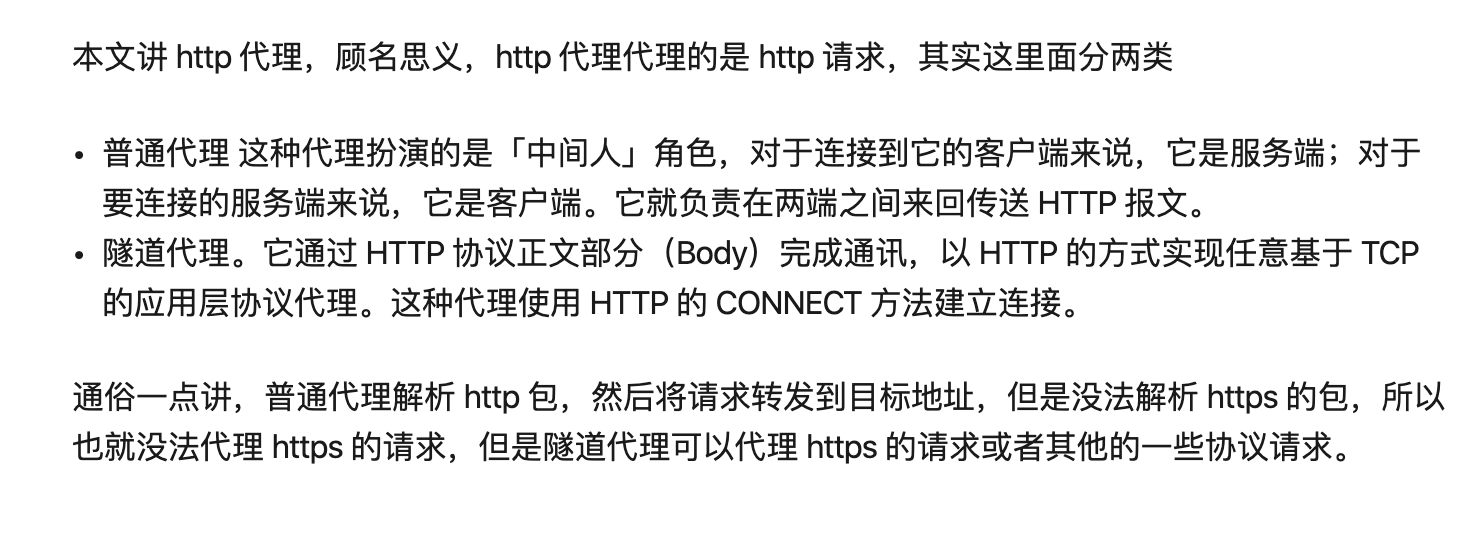 本文讲 http 代理，顾名思义，http 代理代理的是 http 请求，其实这里面分两类
• 普通代理 这种代理扮演的是「中间人」角色，对于连接到它的客户端来说，它是服务端；对于
要连接的服务端来说，它是客户端。它就负责在两端之间来回传送 HTTP 报文。
• 隧道代理。它通过 HTTP 协议正文部分（Body）完成通讯，以 HTTP 的方式实现任意基于 TCP
的应用层协议代理。这种代理使用 HTTP 的 CONNECT 方法建立连接。
通俗一点讲，普通代理解析 http 包，然后将请求转发到目标地址，但是没法解析 https 的包，所以
也就没法代理 https 的请求，但是隧道代理可以代理 https 的请求或者其他的一些协议请求。